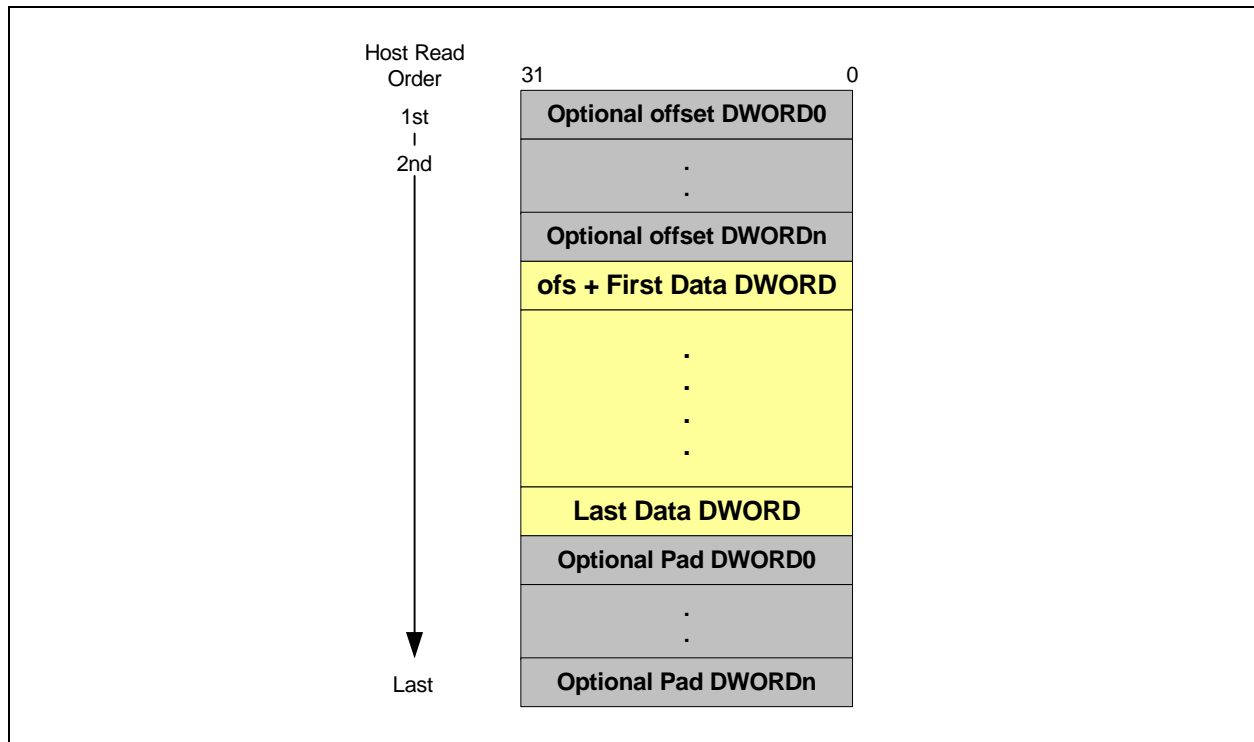 Host Read
Order
31
0
1st
2nd
Last
Optional offset DWORD0
.
.
Optional offset DWORDn
ofs + First Data DWORD
.
.
.
.
Last Data DWORD
Optional Pad DWORD0
.
.
Optional Pad DWORDn